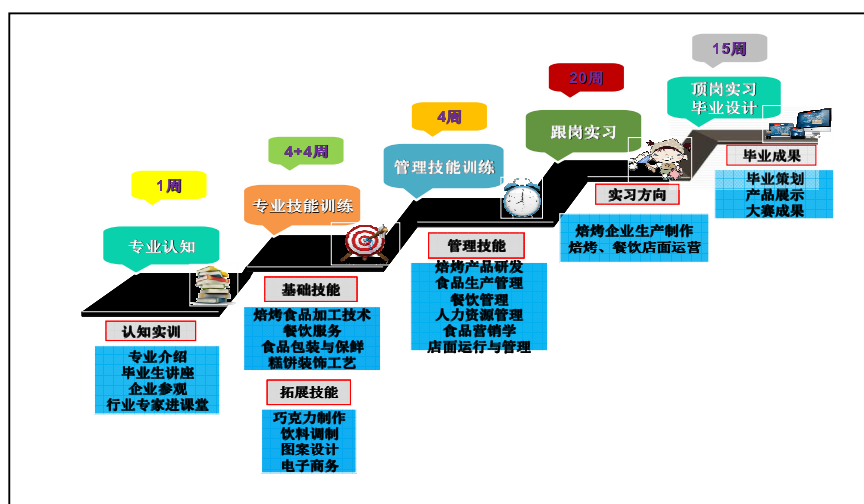 1周
专业认知
认知实训
专业介绍
毕业生讲座
企业参观
行业专家进课堂
4+4周
专业技能训练
基础技能
焙烤食品加工技术
餐饮服务
食品包装与保鲜
糕饼装饰工艺
拓展技能
巧克力制作
饮料调制
图案设计
电子商务
4周
管理技能训练
管理技能
焙烤产品研发
食品生产管理
餐饮管理
人力资源管理
食品营销学
店面运行与管理
20周
跟岗实习
实习方向
焙烤企业生产制作
焙烤、餐饮店面运营
15周
顶岗实习
毕业设计
毕业成果
毕业策划
产品展示
大赛成果